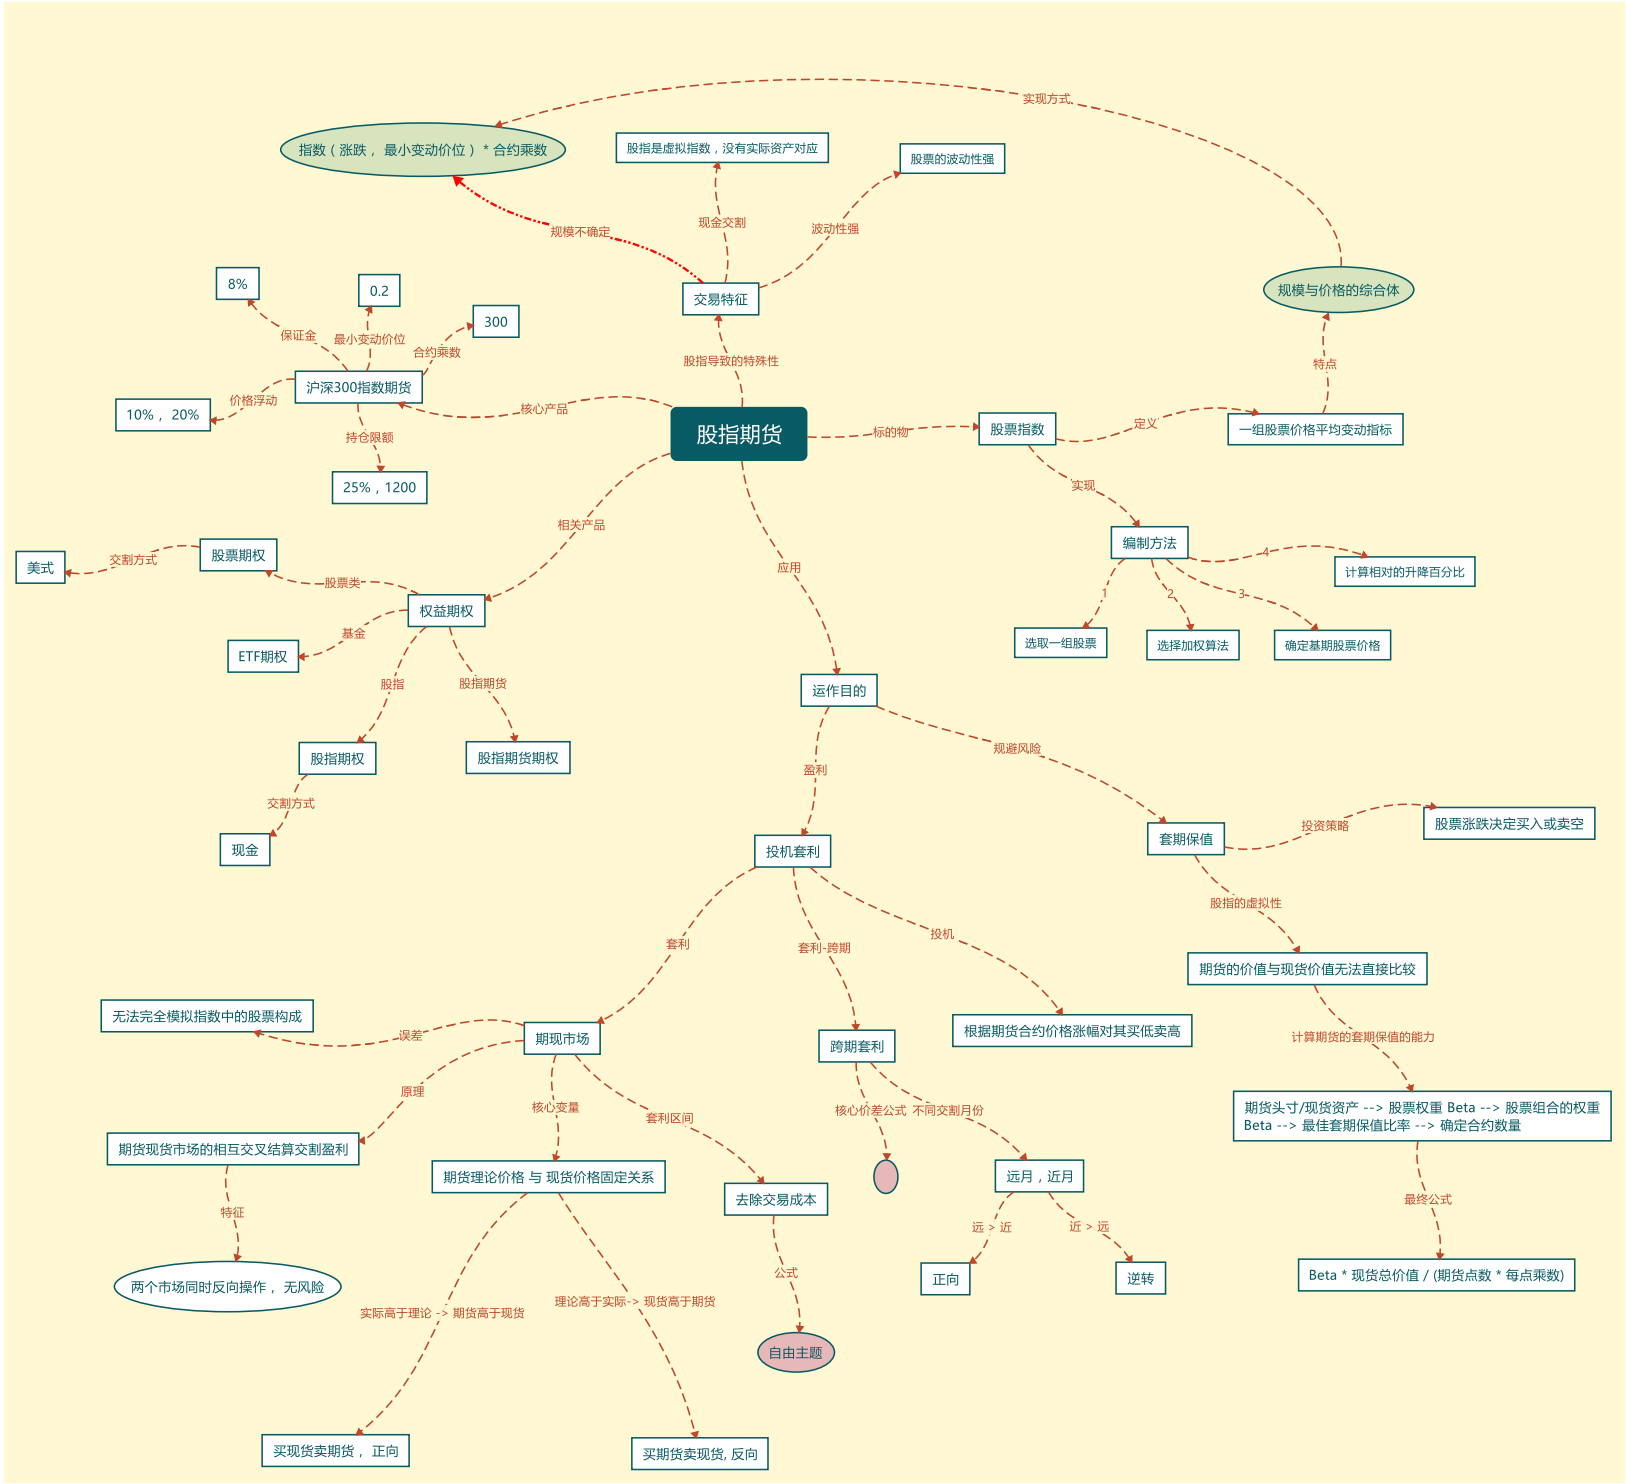 实现方式
指数（涨跌， 最小变动价位）* 合约乘数
股指是虚拟指数，没有实际资产对应
股票的波动性强
现金交割
波动性强
规模不确定
8%
0.2
300
交易特征
规模与价格的综合体
保证金
最小变动价位
合约乘数
股指导致的特殊性
特点
沪深300指数期货
价格浮动
10%， 20%
核心产品
持仓限额
25%，1200
股指期货
标的物
股票指数
定义
一组股票价格平均变动指标
实现
编制方法
4
计算相对的升降百分比
1
2
3
选取一组股票
选择加权算法
确定基期股票价格
相关产品
应用
美式
交割方式
股票期权
股票类
权益期权
基金
ETF期权
股指
股指期货
股指期权
股指期货期权
交割方式
现金
运作目的
盈利
规避风险
投机套利
套期保值
投资策略
股票涨跌决定买入或卖空
股指的虚拟性
期货的价值与现货价值无法直接比较
计算期货的套期保值的能力
期货头寸/现货资产 --> 股票权重 Beta --> 股票组合的权重
Beta --> 最佳套期保值比率 --> 确定合约数量
最终公式
Beta * 现货总价值 / (期货点数 * 每点乘数)
套利
套利-跨期
投机
根据期货合约价格涨幅对其买低卖高
跨期套利
核心价差公式
不同交割月份
远月，近月
远 > 近
近 > 远
正向
逆转
期现市场
误差
无法完全模拟指数中的股票构成
原理
期货现货市场的相互交叉结算交割盈利
特征
两个市场同时反向操作， 无风险
核心变量
期货理论价格 与 现货价格固定关系
套利区间
去除交易成本
公式
自由主题
实际高于理论 -> 期货高于现货
理论高于实际-> 现货高于期货
买现货卖期货， 正向
买期货卖现货, 反向